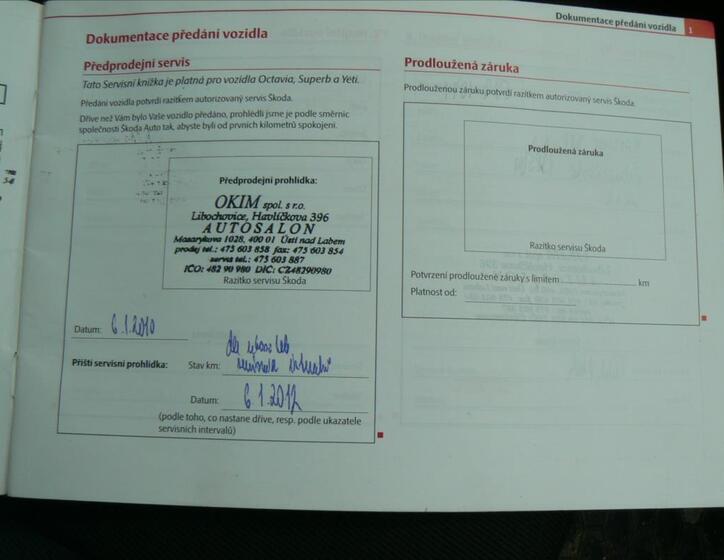 Dokumentace předání vozidla 1
Dokumentace předání vozidla
Předprodejní servis
Tato Servisní knížka je platná pro vozidla Octavia, Superb a Yeti.
Předání vozidla potvrdí razítkem autorizovaný servis Škoda.
Dříve než Vám bylo Vaše vozidlo předáno, prohlédli jsme je podle směrnic
společnosti Škoda Auto tak, abyste byli od prvních kilometrů spokojeni.
Předprodejní prohlídka:
OKIM spol. s r.o.
Libochovice, Havlíčkova 396
AUTOSALON
Masarykova 1028, 400 01 Ústí nad Labem
prodej tel.: 475 603 858 fax: 475 603 854
servis tel.: 475 603 887
IČO: 482 90 980 DIČ: CZ48290980
Razítko servisu Škoda
Datum: 6.1.2010
Příští servisní prohlídka: Stav km:
Datum: 6.1.2012
(podle toho, co nastane dříve, resp. podle ukazatele
servisních intervalů)
Prodloužená záruka
Prodlouženou záruku potvrdí razítkem autorizovaný servis Škoda.
Prodloužená záruka
Razítko servisu Škoda
Potvrzení prodloužené záruky s limitem km
Platnost od: